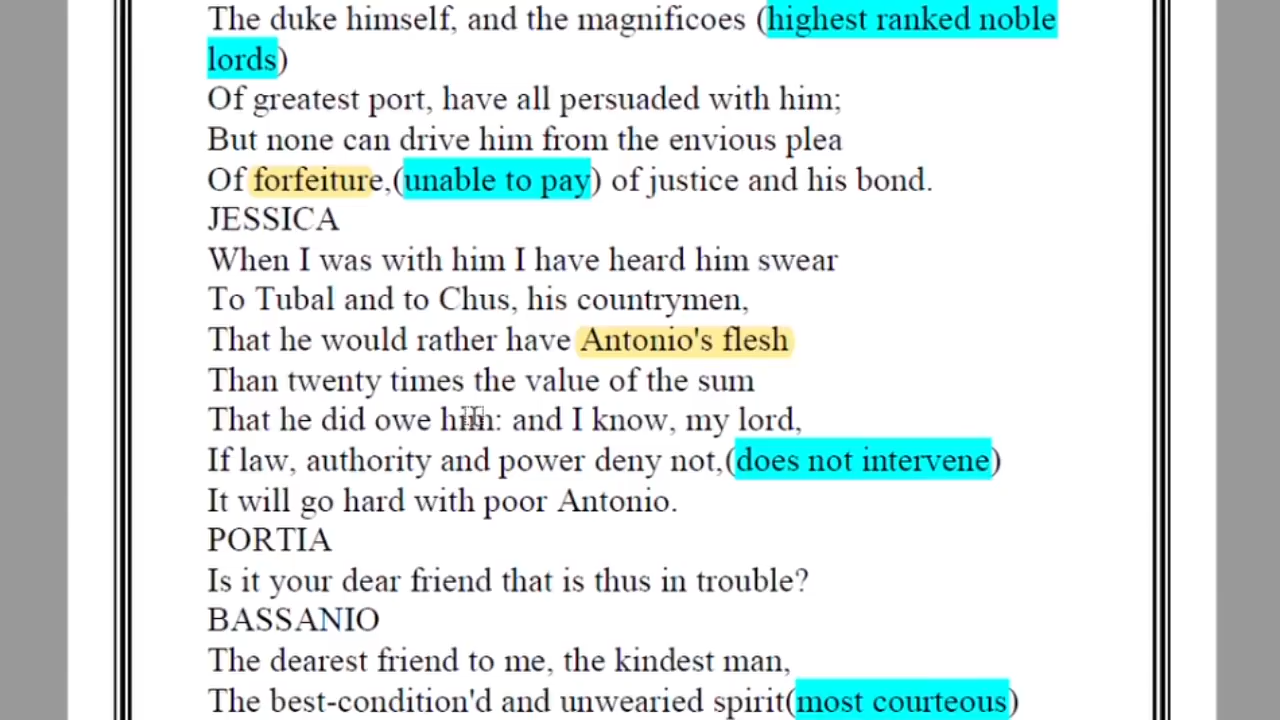 The duke himself, and the magnificoes (highest ranked noble
lords)
Of greatest port, have all persuaded with him;
But none can drive him from the envious plea
Of forfeiture,(unable to pay) of justice and his bond.
JESSICA
When I was with him I have heard him swear
To Tubal and to Chus, his countrymen,
That he would rather have Antonio's flesh
Than twenty times the value of the sum
That he did owe him: and I know, my lord,
If law, authority and power deny not,(does not intervene)
It will go hard with poor Antonio.
PORTIA
Is it your dear friend that is thus in trouble?
BASSANIO
The dearest friend to me, the kindest man,
The best-condition'd and unwearied spirit(most courteous)